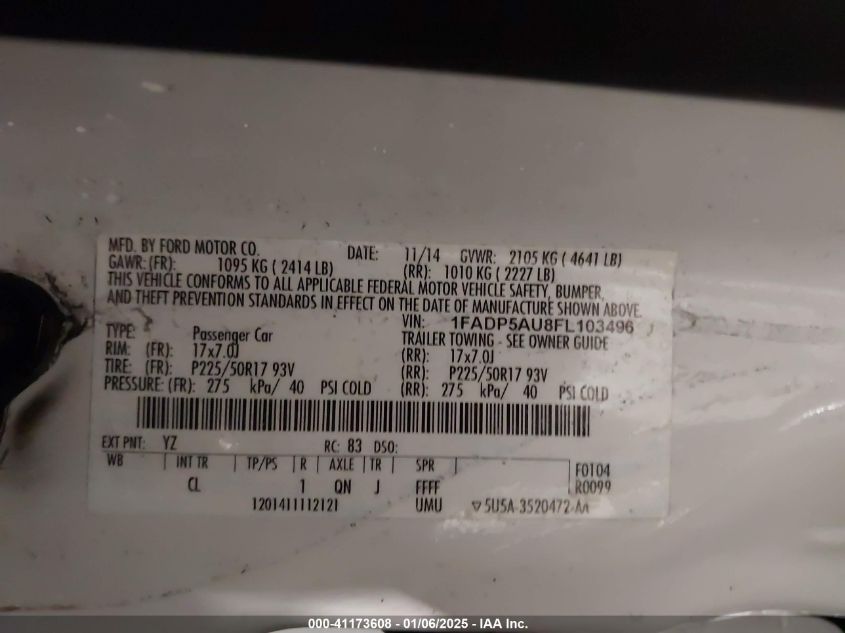 MFD. BY FORD MOTOR CO. DATE: 11/14 GVWR: 2105 KG ( 4641 LB)
GAWR: (FR): 1095 KG ( 2414 LB) (RR): 1010 KG ( 2227 LB)
THIS VEHICLE CONFORMS TO ALL APPLICABLE FEDERAL MOTOR VEHICLE SAFETY, BUMPER,
AND THEFT PREVENTION STANDARDS IN EFFECT ON THE DATE OF MANUFACTURE SHOWN ABOVE.
VIN: 1FADP5AU8FL103496
TYPE: Passenger Car TRAILER TOWING - SEE OWNER GUIDE
RIM: (FR): 17x7.0J (RR): 17x7.0J
TIRE: (FR): P225/50R17 93V (RR): P225/50R17 93V
PRESSURE: (FR): 275 kPa/ 40 PSI COLD (RR): 275 kPa/ 40 PSI COLD
EXT PNT: YZ RC: 83 DSO:
WB INT TR TP/PS R AXLE TR SPR F0104
CL 1 QN J FFFF R0099
1201411112121 UMU ▽5U5A-3520472-AA
000-41173608 - 01/06/2025 - IAA Inc.